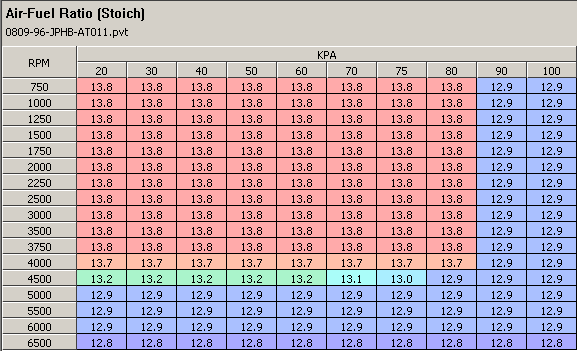 Air-Fuel Ratio (Stoich)
0809-96-JPHB-AT011.pvt
RPM KPA
20 30 40 50 60 70 75 80 90 100
750 13.8 13.8 13.8 13.8 13.8 13.8 13.8 13.8 12.9 12.9
1000 13.8 13.8 13.8 13.8 13.8 13.8 13.8 13.8 12.9 12.9
1250 13.8 13.8 13.8 13.8 13.8 13.8 13.8 13.8 12.9 12.9
1500 13.8 13.8 13.8 13.8 13.8 13.8 13.8 13.8 12.9 12.9
1750 13.8 13.8 13.8 13.8 13.8 13.8 13.8 13.8 12.9 12.9
2000 13.8 13.8 13.8 13.8 13.8 13.8 13.8 13.8 12.9 12.9
2250 13.8 13.8 13.8 13.8 13.8 13.8 13.8 13.8 12.9 12.9
2500 13.8 13.8 13.8 13.8 13.8 13.8 13.8 13.8 12.9 12.9
3000 13.8 13.8 13.8 13.8 13.8 13.8 13.8 13.8 12.9 12.9
3500 13.8 13.8 13.8 13.8 13.8 13.8 13.8 13.8 12.9 12.9
3750 13.8 13.8 13.8 13.8 13.8 13.8 13.8 13.8 12.9 12.9
4000 13.7 13.7 13.7 13.7 13.7 13.7 13.7 13.7 12.9 12.9
4500 13.2 13.2 13.2 13.2 13.2 13.1 13.0 12.9 12.9 12.9
5000 12.9 12.9 12.9 12.9 12.9 12.9 12.9 12.9 12.9 12.9
5500 12.9 12.9 12.9 12.9 12.9 12.9 12.9 12.9 12.9 12.9
6000 12.9 12.9 12.9 12.9 12.9 12.9 12.9 12.9 12.9 12.9
6500 12.8 12.8 12.8 12.8 12.8 12.8 12.8 12.8 12.8 12.8